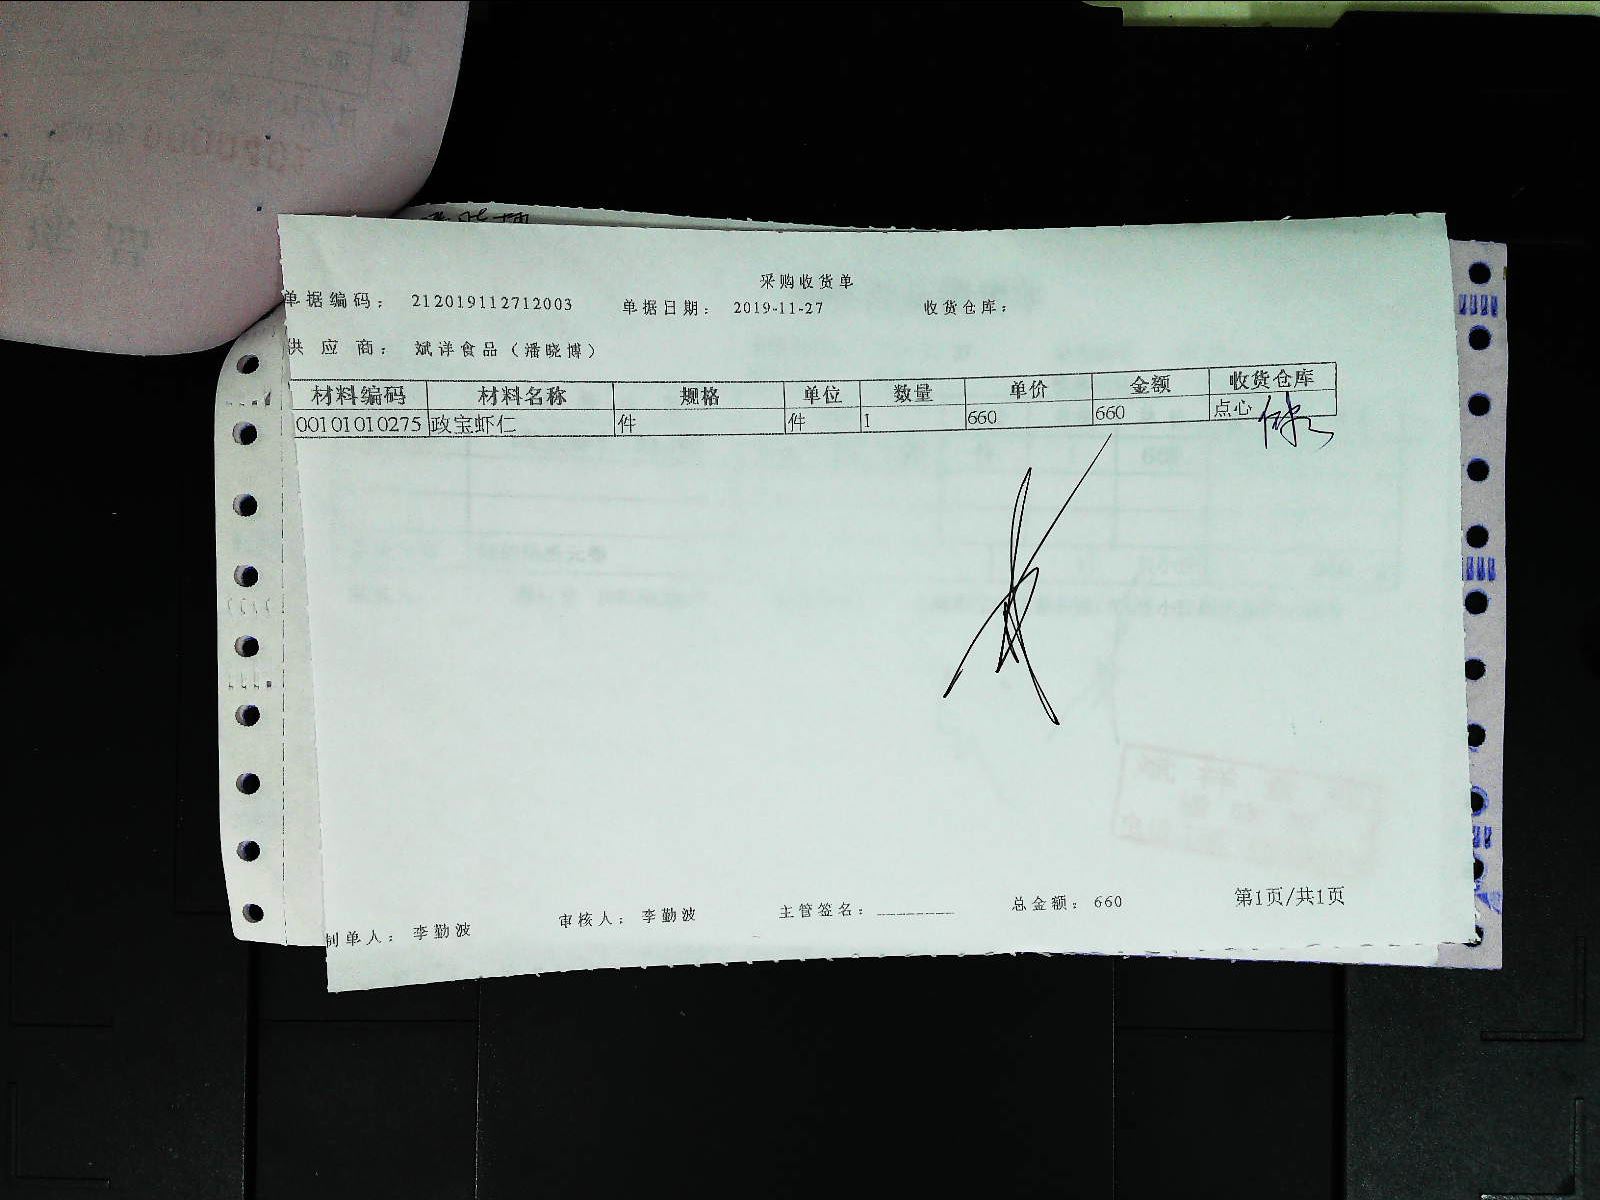 采购收货单
单据编码： 212019112712003 单据日期： 2019-11-27 收货仓库：
供 应 商： 斌洋食品（潘晓博）
材料编码 材料名称 规格 单位 数量 单价 金额 收货仓库
00101010275 政宝虾仁 件 件 1 660 660 点心
制单人： 李勤波 审核人： 李勤波 主管签名：________ 总金额： 660 第1页/共1页